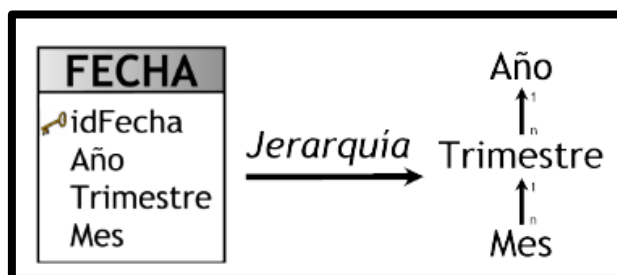 FECHA
idFecha
Año
Trimestre
Mes
Jerarquía
Año
1
n
Trimestre
1
n
Mes